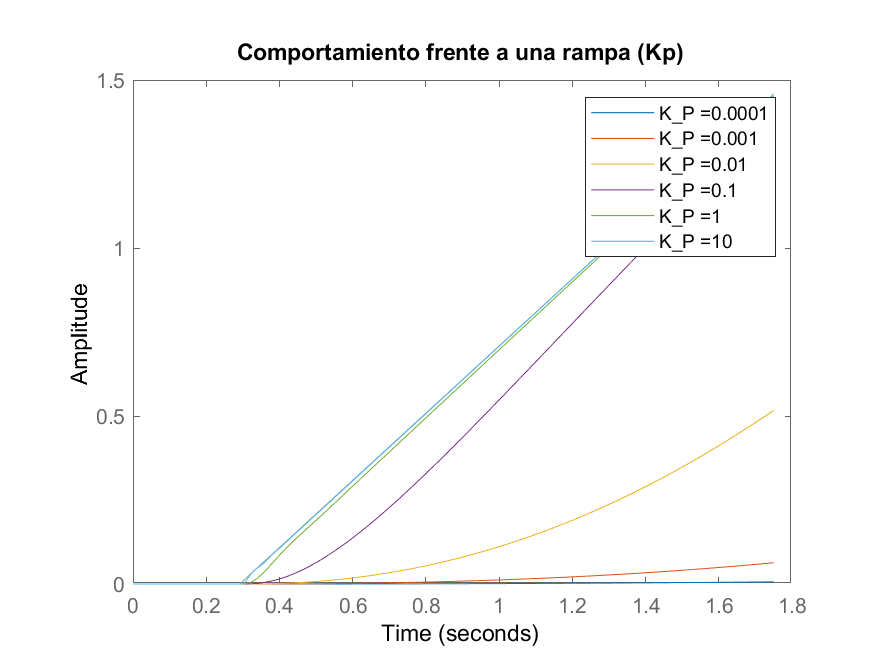 Comportamiento frente a una rampa (Kp)
1.5
1
0.5
0
Amplitude
K_P =0.0001
K_P =0.001
K_P =0.01
K_P =0.1
K_P =1
K_P =10
0 0.2 0.4 0.6 0.8 1 1.2 1.4 1.6 1.8
Time (seconds)